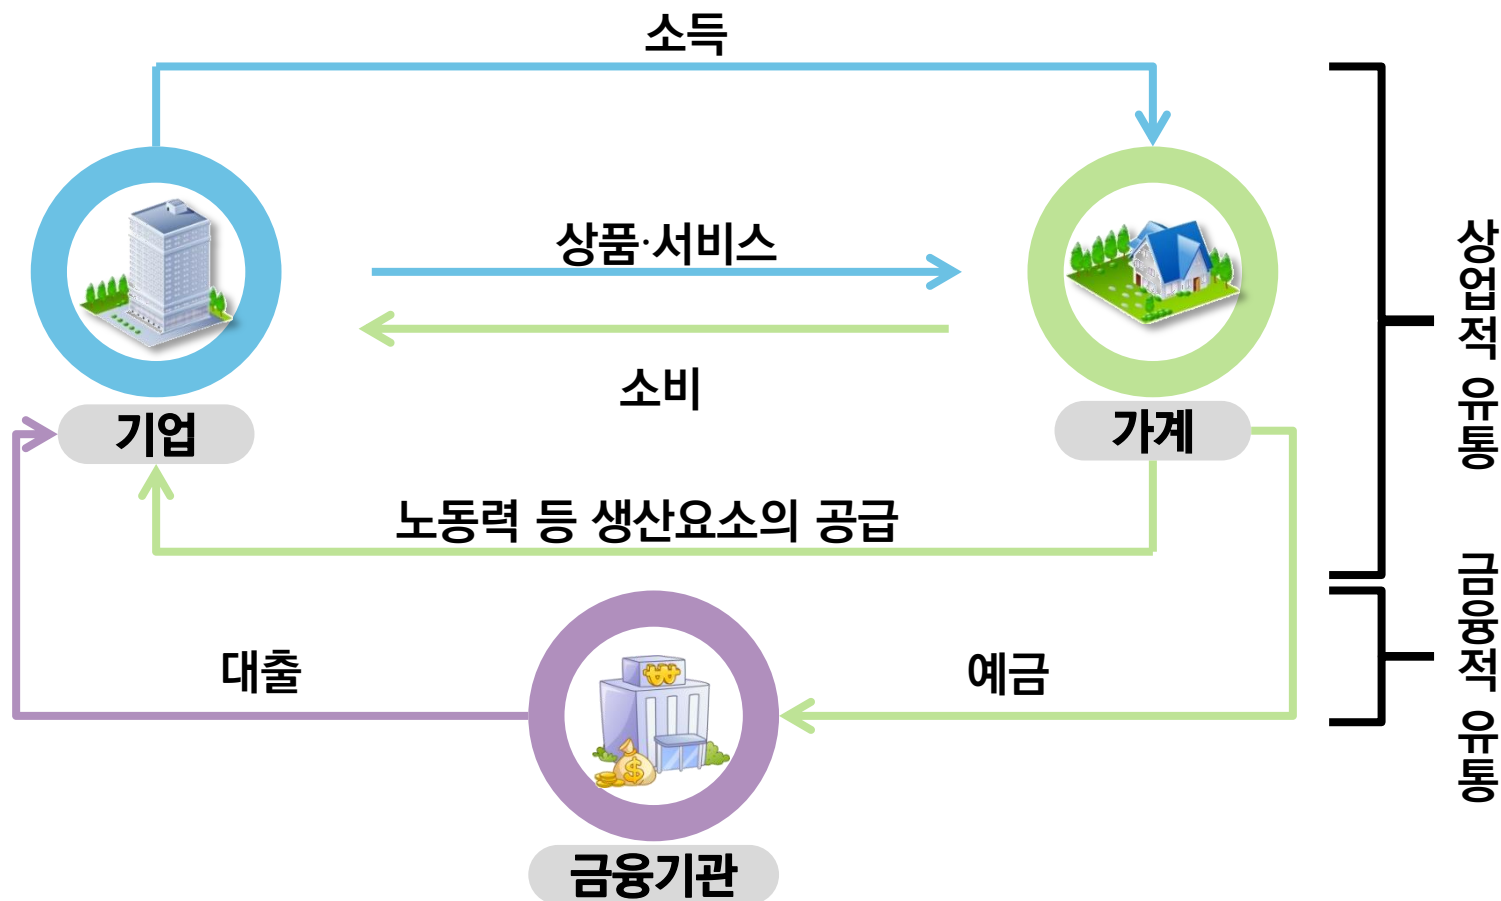 소득
상품·서비스
소비
기업
가계
노동력 등 생산요소의 공급
대출
예금
금융기관
상업적 유통
금융적 유통
₩
$